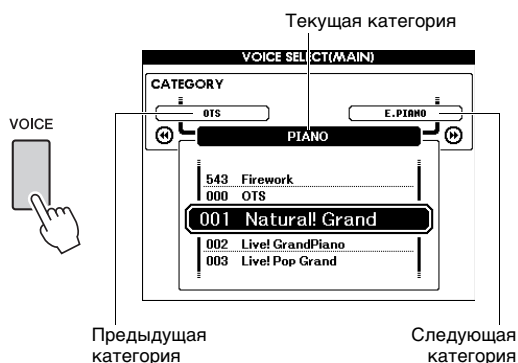 Текущая категория
VOICE SELECT(MAIN)
CATEGORY
OTS
E.PIANO
PIANO
VOICE
543 Firework
000 OTS
001 Natural! Grand
002 Live! GrandPiano
003 Live! Pop Grand
Предыдущая
категория
Следующая
категория